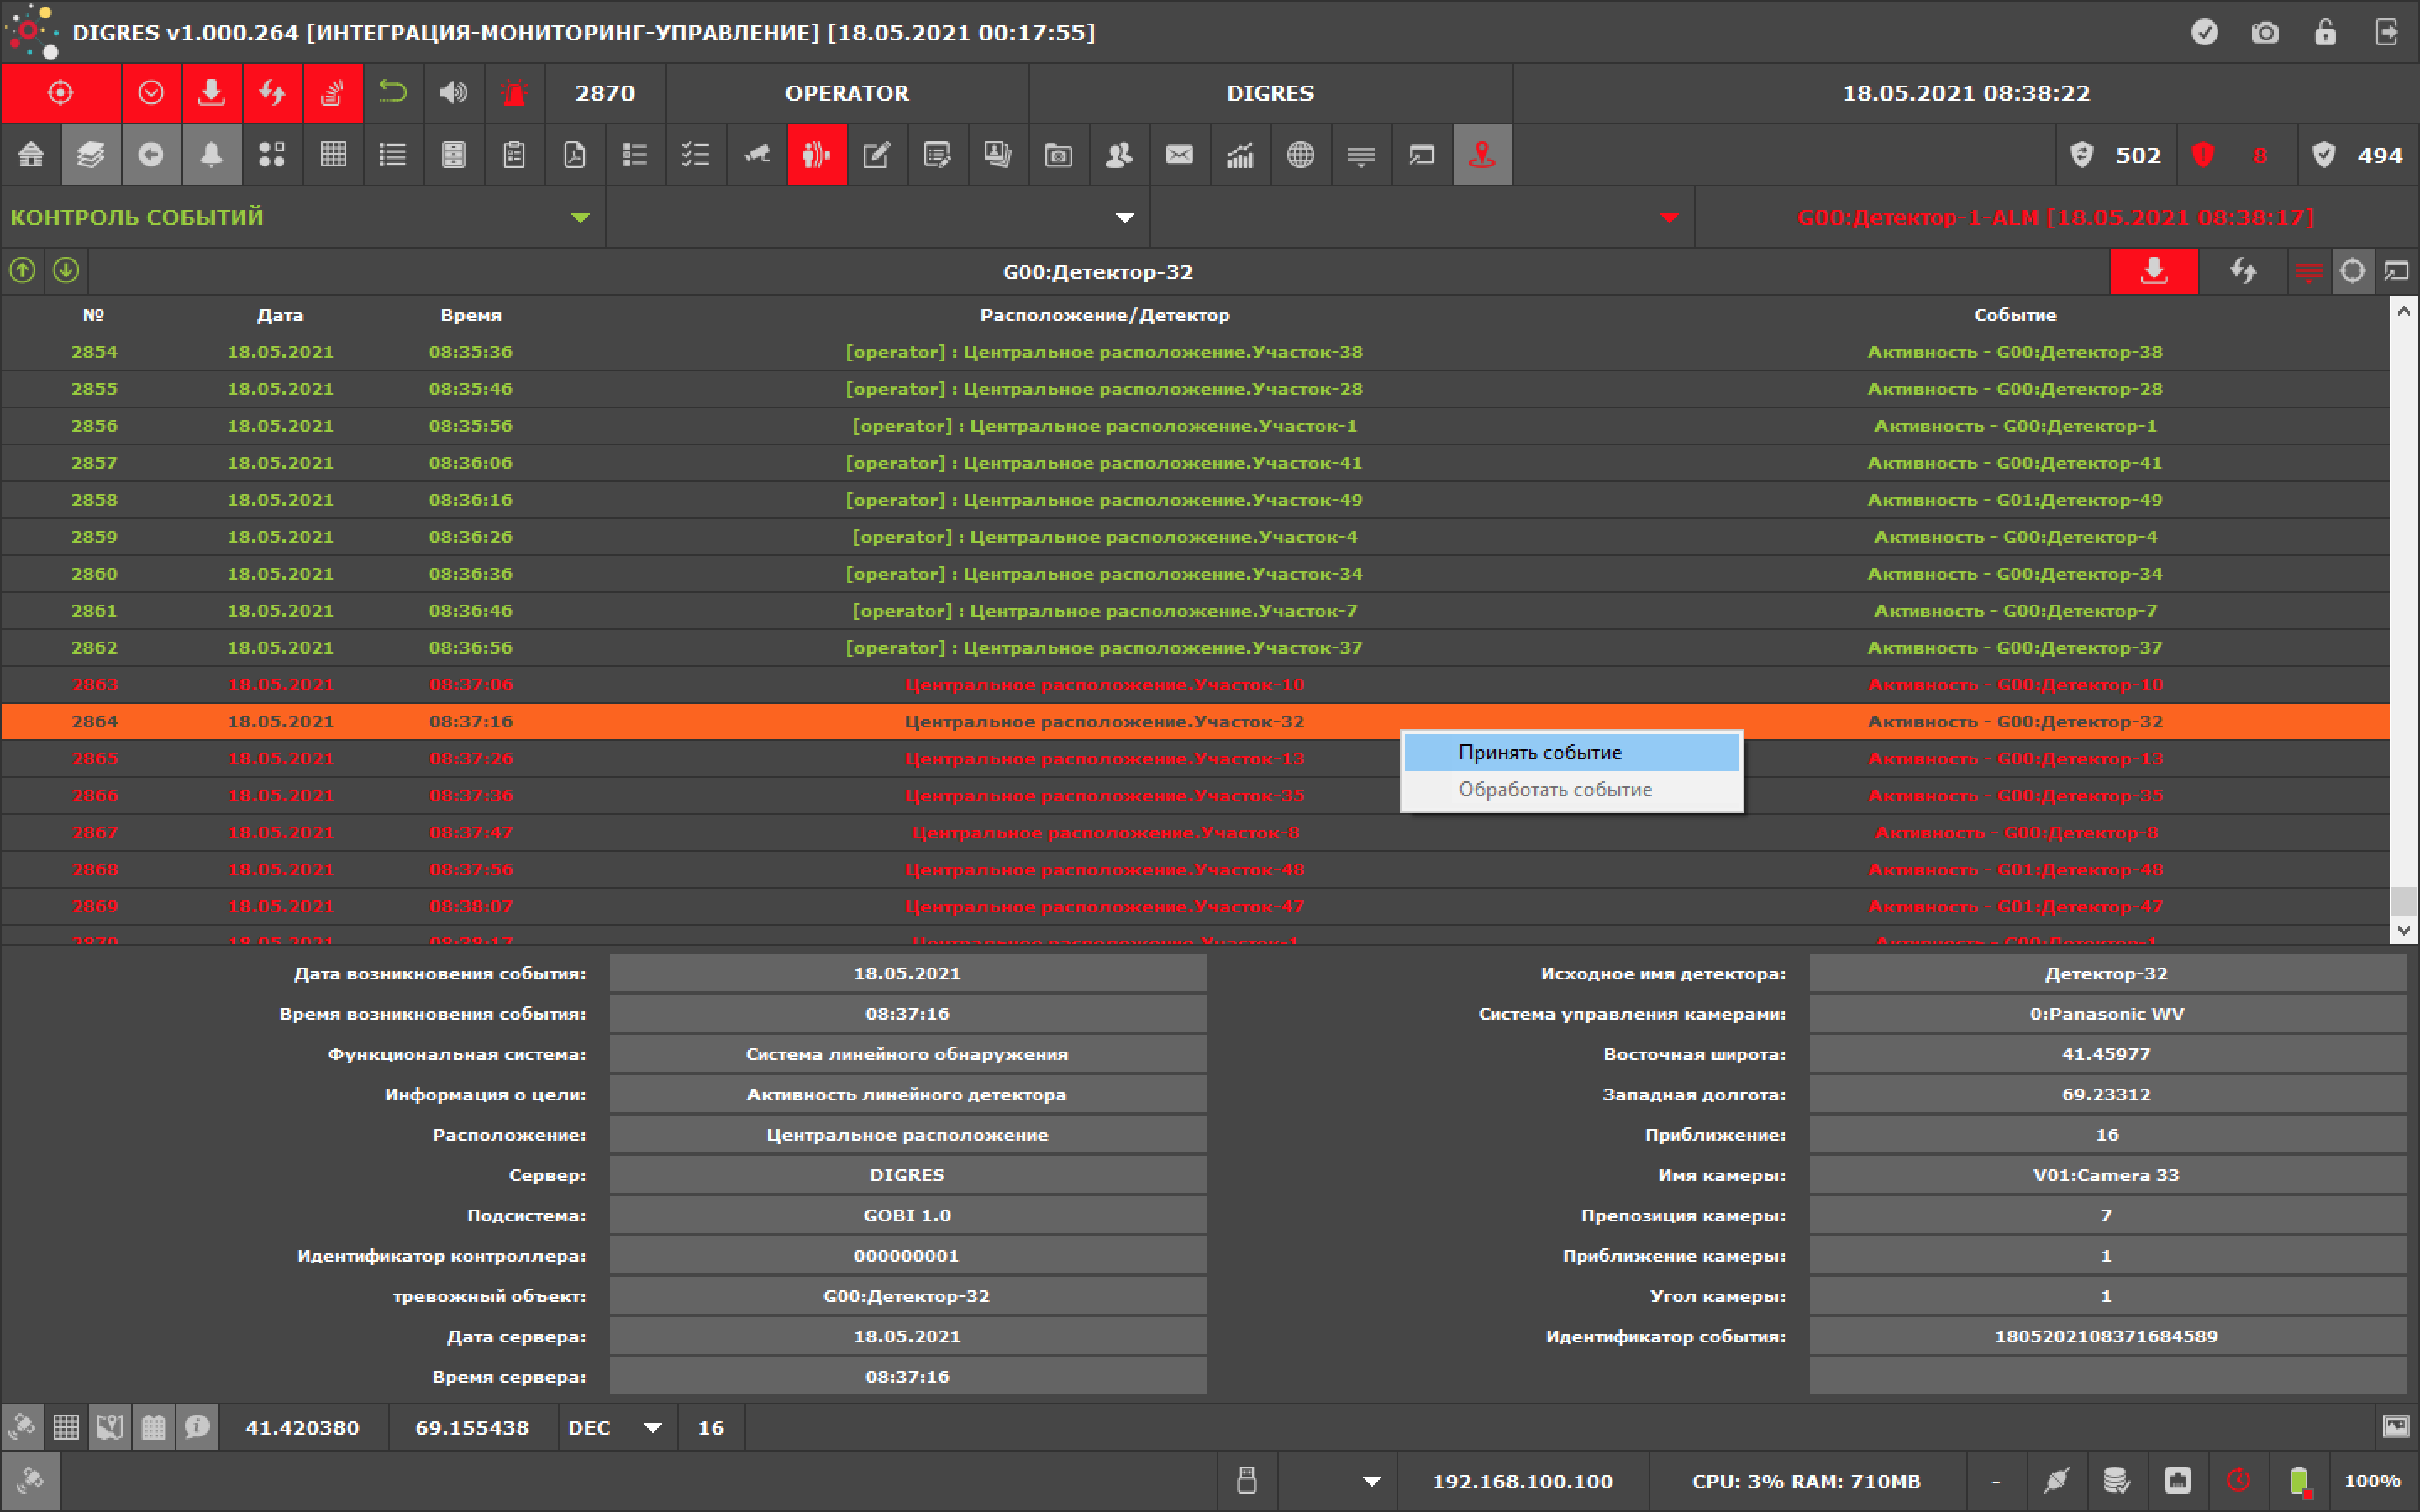 DIGRES v1.000.264 [ИНТЕГРАЦИЯ-МОНИТОРИНГ-УПРАВЛЕНИЕ] [18.05.2021 00:17:55]
2870 OPERATOR DIGRES 18.05.2021 08:38:22
502 8 494
КОНТРОЛЬ СОБЫТИЙ G00:Детектор-1-ALM [18.05.2021 08:38:17]
G00:Детектор-32
№ Дата Время Расположение/Детектор Событие
2854 18.05.2021 08:35:36 [operator] : Центральное расположение.Участок-38 Активность - G00:Детектор-38
2855 18.05.2021 08:35:46 [operator] : Центральное расположение.Участок-28 Активность - G00:Детектор-28
2856 18.05.2021 08:35:56 [operator] : Центральное расположение.Участок-1 Активность - G00:Детектор-1
2857 18.05.2021 08:36:06 [operator] : Центральное расположение.Участок-41 Активность - G00:Детектор-41
2858 18.05.2021 08:36:16 [operator] : Центральное расположение.Участок-49 Активность - G01:Детектор-49
2859 18.05.2021 08:36:26 [operator] : Центральное расположение.Участок-4 Активность - G00:Детектор-4
2860 18.05.2021 08:36:36 [operator] : Центральное расположение.Участок-34 Активность - G00:Детектор-34
2861 18.05.2021 08:36:46 [operator] : Центральное расположение.Участок-7 Активность - G00:Детектор-7
2862 18.05.2021 08:36:56 [operator] : Центральное расположение.Участок-37 Активность - G00:Детектор-37
2863 18.05.2021 08:37:06 Центральное расположение.Участок-10 Активность - G00:Детектор-10
2864 18.05.2021 08:37:16 Центральное расположение.Участок-32 Активность - G00:Детектор-32
Принять событие
2865 18.05.2021 08:37:26 Центральное расположение.Участок-13 Активность - G00:Детектор-13
Обработать событие
2866 18.05.2021 08:37:36 Центральное расположение.Участок-35 Активность - G00:Детектор-35
2867 18.05.2021 08:37:47 Центральное расположение.Участок-8 Активность - G00:Детектор-8
2868 18.05.2021 08:37:56 Центральное расположение.Участок-48 Активность - G01:Детектор-48
2869 18.05.2021 08:38:07 Центральное расположение.Участок-47 Активность - G01:Детектор-47
2870 18.05.2021 08:38:17 Центральное расположение.Участок-1 Активность - G00:Детектор-1
Дата возникновения события: 18.05.2021 Исходное имя детектора: Детектор-32
Время возникновения события: 08:37:16 Система управления камерами: 0:Panasonic WV
Функциональная система: Система линейного обнаружения Восточная широта: 41.45977
Информация о цели: Активность линейного детектора Западная долгота: 69.23312
Расположение: Центральное расположение Приближение: 16
Сервер: DIGRES Имя камеры: V01:Camera 33
Подсистема: GOBI 1.0 Препозиция камеры: 7
Идентификатор контроллера: 000000001 Приближение камеры: 1
тревожный объект: G00:Детектор-32 Угол камеры: 1
Дата сервера: 18.05.2021 Идентификатор события: 1805202108371684589
Время сервера: 08:37:16
41.420380 69.155438 DEC 16
192.168.100.100 CPU: 3% RAM: 710MB - 100%